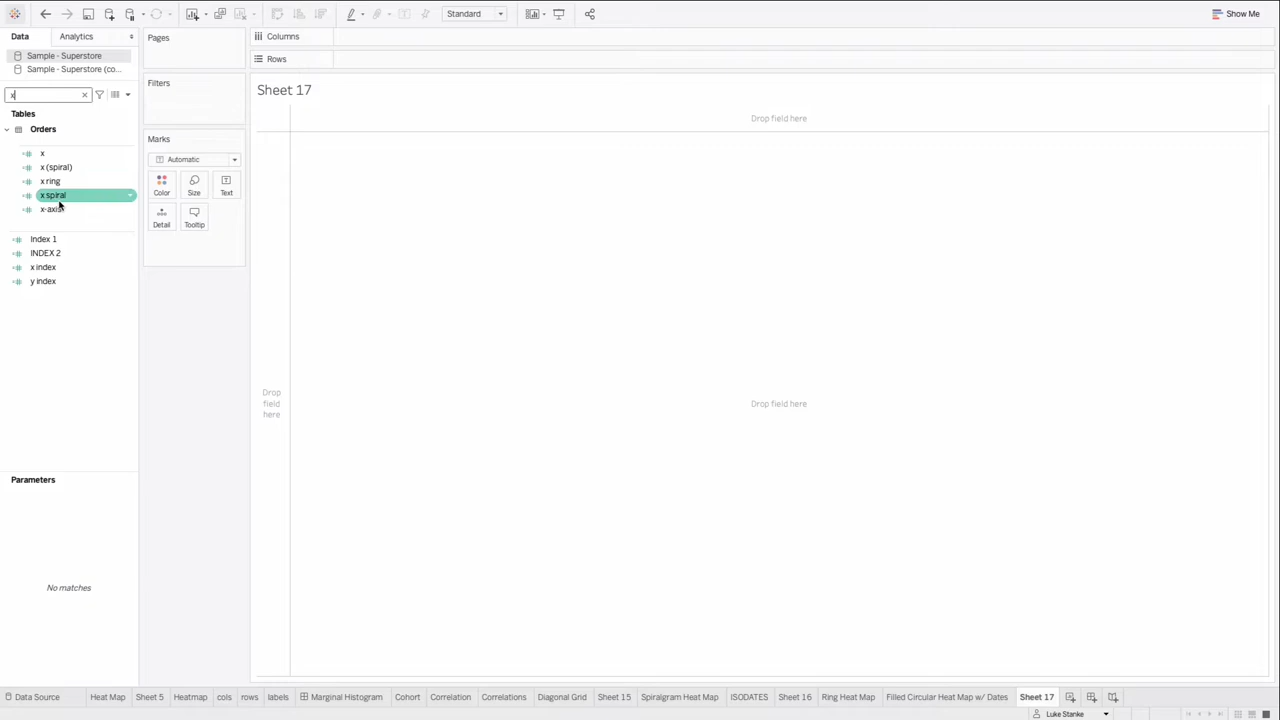 Standard
Show Me
Data
Analytics
Sample - Superstore
Sample - Superstore (co...
x
Tables
Orders
x
x (spiral)
x ring
x spiral
x-axis
Index 1
INDEX 2
x index
y index
Parameters
No matches
Pages
Filters
Marks
Automatic
Color
Size
Text
Detail
Tooltip
Columns
Rows
Sheet 17
Drop field here
Drop
field
here
Drop field here
Data Source
Heat Map
Sheet 5
Heatmap
cols
rows
labels
Marginal Histogram
Cohort
Correlation
Correlations
Diagonal Grid
Sheet 15
Spiralgram Heat Map
ISODATES
Sheet 16
Ring Heat Map
Filled Circular Heat Map w/ Dates
Sheet 17
Luke Stanke